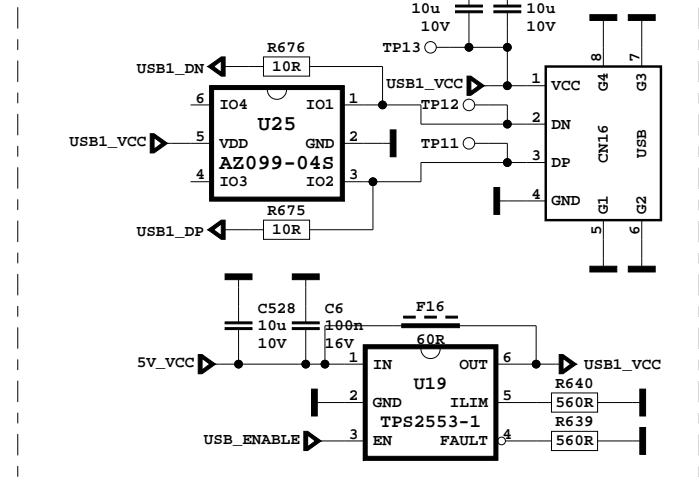 10u
10V
10u
10V
TP13
8
7
R676
USB1_DN
10R
USB1_VCC
1
VCC
G4
G3
6
IO4
IO1
1
TP12
U25
2
DN
USB1_VCC
5
VDD
GND
2
TP11
CN16
USB
AZ099-04S
3
DP
4
IO3
IO2
3
4
GND
G1
G2
R675
USB1_DP
10R
5
6
C528
10u
10V
C6
100n
16V
F16
60R
5V_VCC
1
IN
OUT
6
USB1_VCC
U19
R640
2
GND
ILIM
5
560R
TPS2553-1
R639
USB_ENABLE
3
EN
FAULT
4
560R